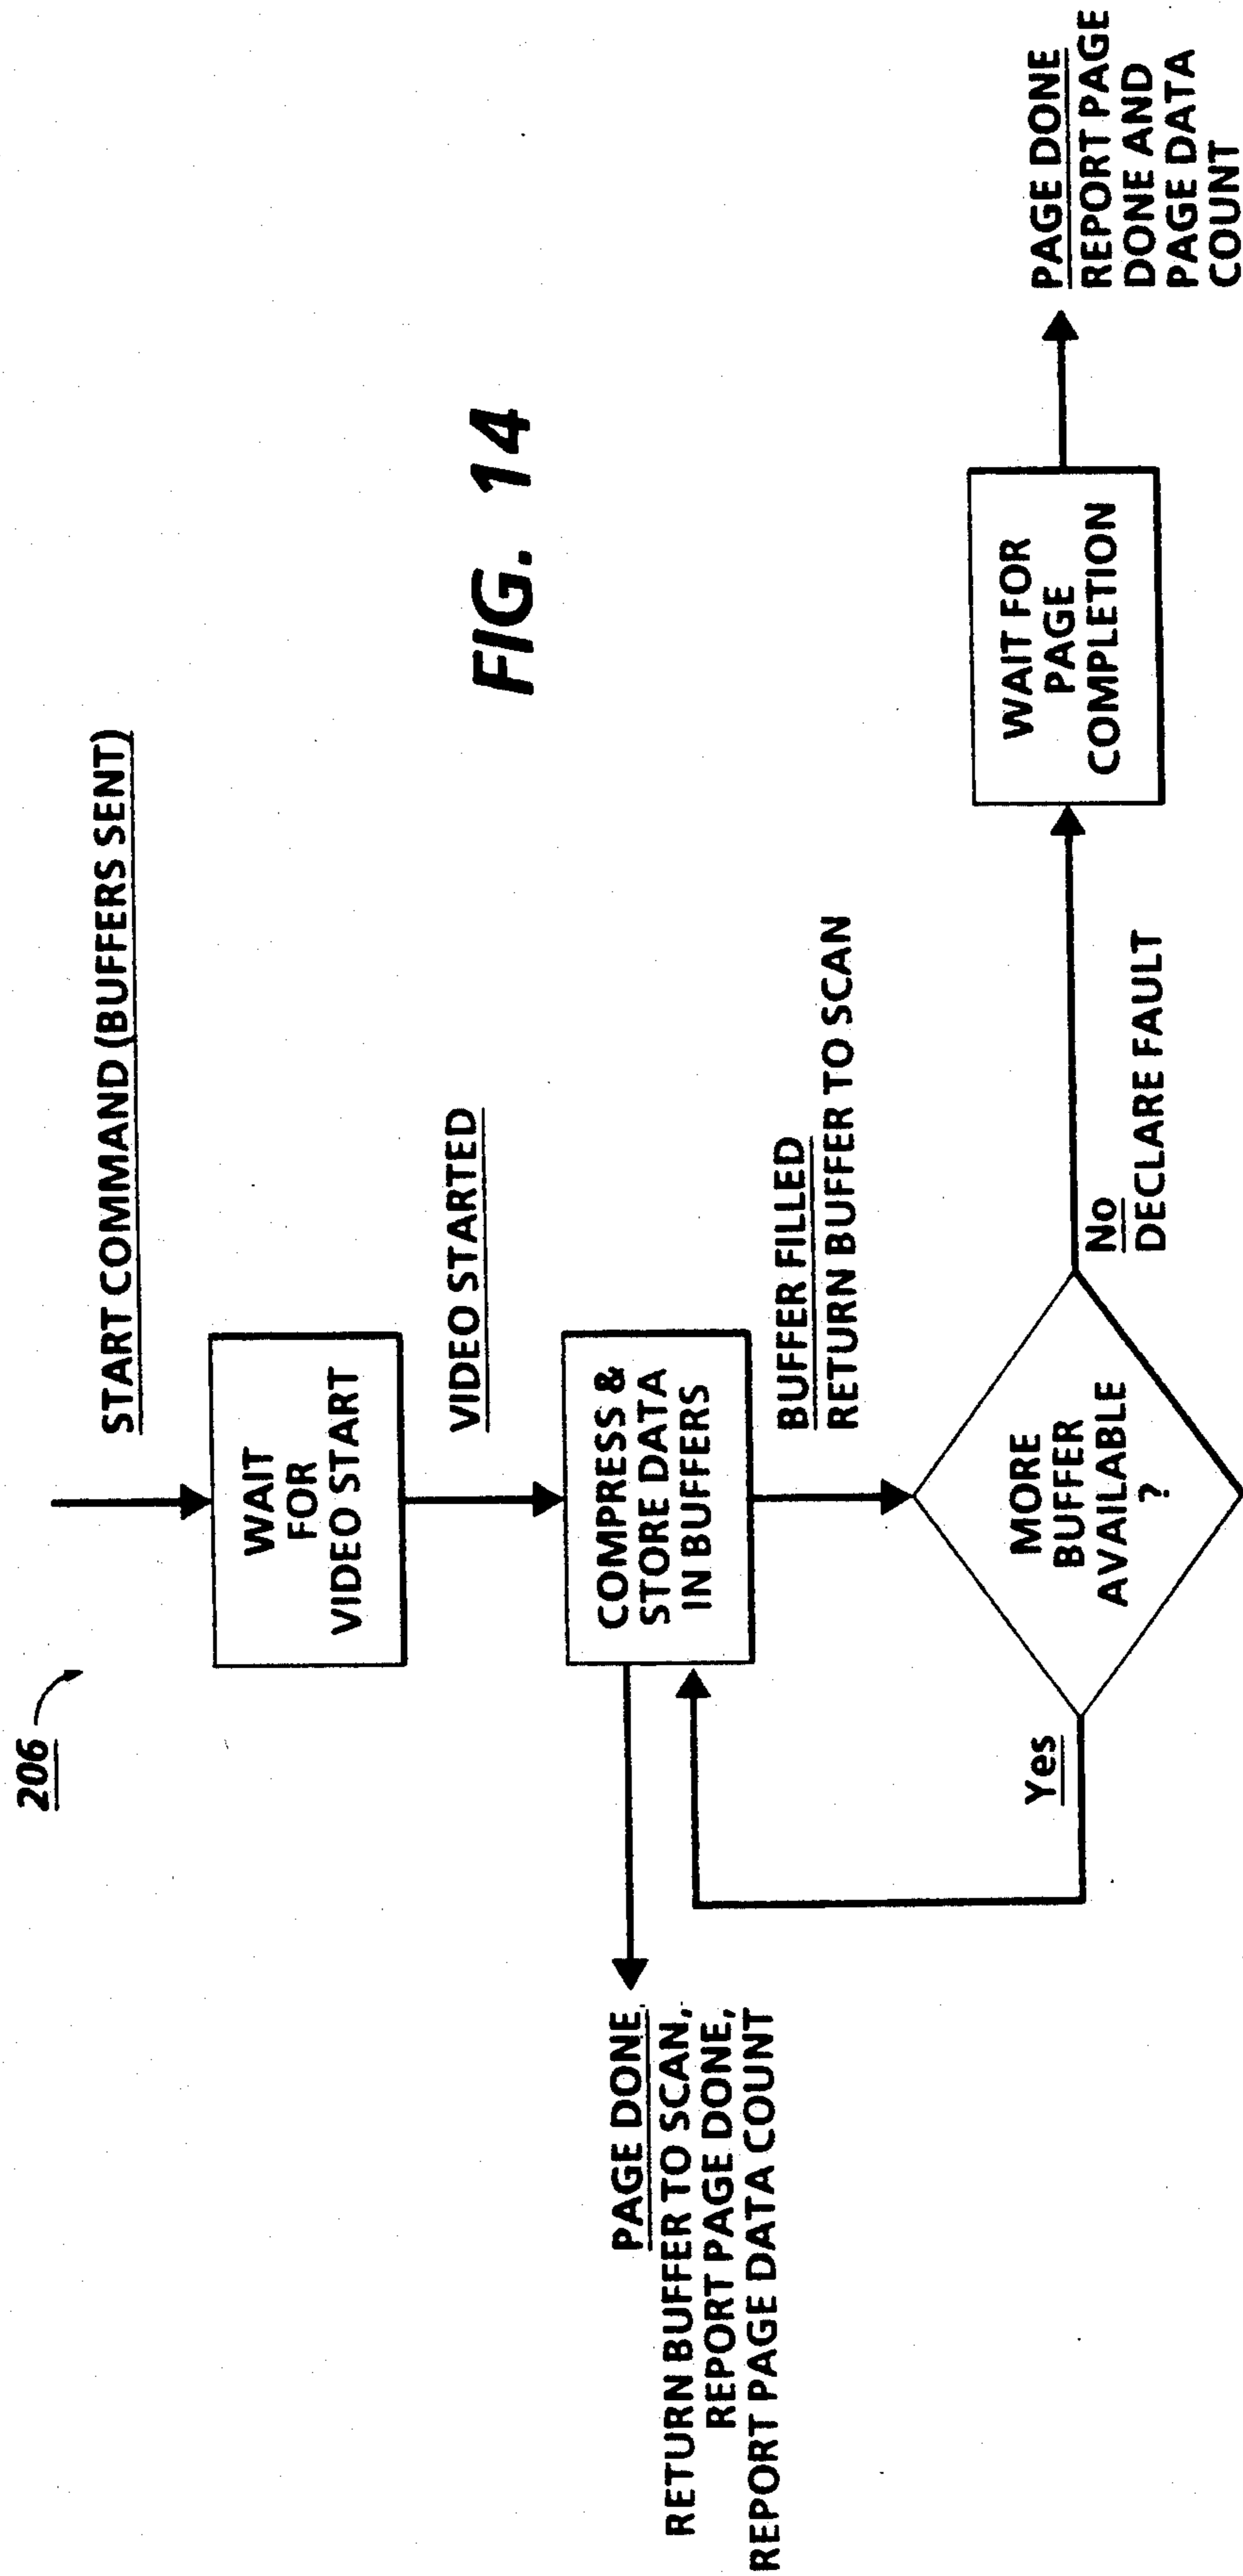 206
START COMMAND (BUFFERS SENT)
WAIT
FOR
VIDEO START
VIDEO STARTED
FIG. 14
PAGE DONE
RETURN BUFFER TO SCAN,
REPORT PAGE DONE,
REPORT PAGE DATA COUNT
COMPRESS &
STORE DATA
IN BUFFERS
BUFFER FILLED
RETURN BUFFER TO SCAN
Yes
MORE
BUFFER
AVAILABLE
?
No
DECLARE FAULT
WAIT FOR
PAGE
COMPLETION
PAGE DONE
REPORT PAGE
DONE AND
PAGE DATA
COUNT